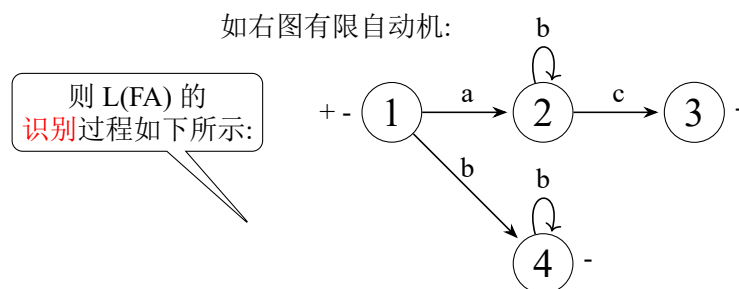 如右图有限自动机:
则 L(FA) 的
识别过程如下所示:
b
+ - 1 a 2 c 3 -
b
b
4 -